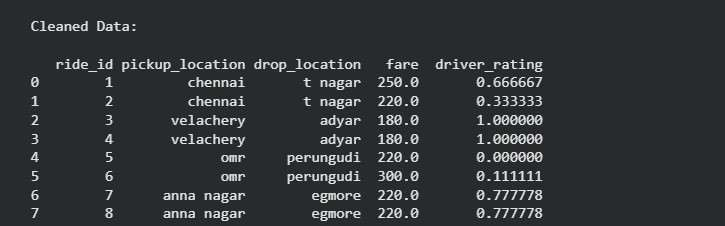 Cleaned Data:
ride_id pickup_location drop_location fare driver_rating
0 1 chennai t nagar 250.0 0.666667
1 2 chennai t nagar 220.0 0.333333
2 3 velachery adyar 180.0 1.000000
3 4 velachery adyar 180.0 1.000000
4 5 omr perungudi 220.0 0.000000
5 6 omr perungudi 300.0 0.111111
6 7 anna nagar egmore 220.0 0.777778
7 8 anna nagar egmore 220.0 0.777778